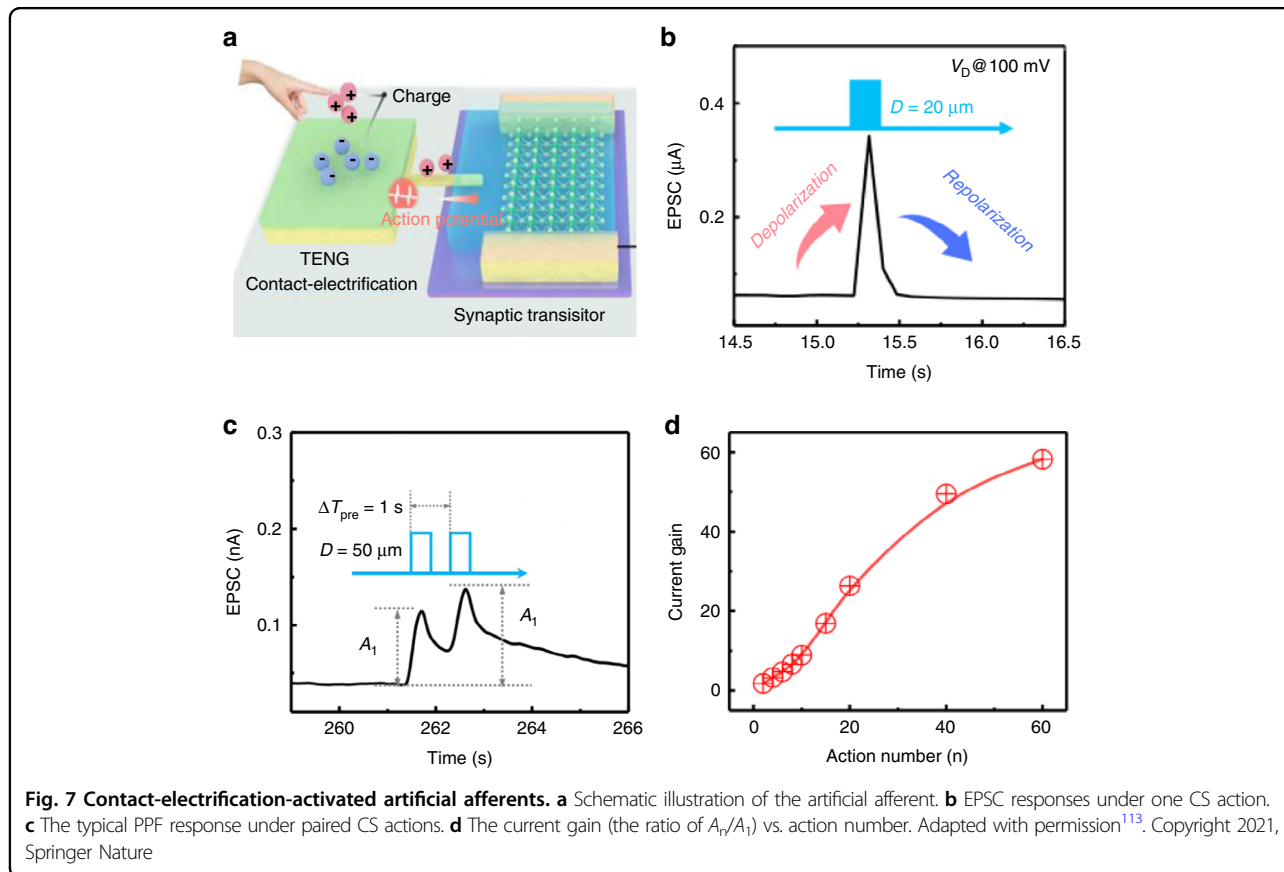 a
+
+
+
Charge
-
-
-
-
-
-
+
+
Action potential
TENG
Contact-electrification
Synaptic transisitor
b
V_D@100 mV
D = 20 μm
Depolarization
Repolarization
EPSC (μA)
0.4
0.2
14.5 15.0 15.5 16.0 16.5
Time (s)
c
0.3
0.2
0.1
EPSC (nA)
ΔT_pre = 1 s
D = 50 μm
A_1
A_1
260 262 264 266
Time (s)
d
60
40
20
0
Current gain
0 20 40 60
Action number (n)
Fig. 7 Contact-electrification-activated artificial afferents. a Schematic illustration of the artificial afferent. b EPSC responses under one CS action.
c The typical PPF response under paired CS actions. d The current gain (the ratio of A_n/A_1) vs. action number. Adapted with permission^113. Copyright 2021,
Springer Nature